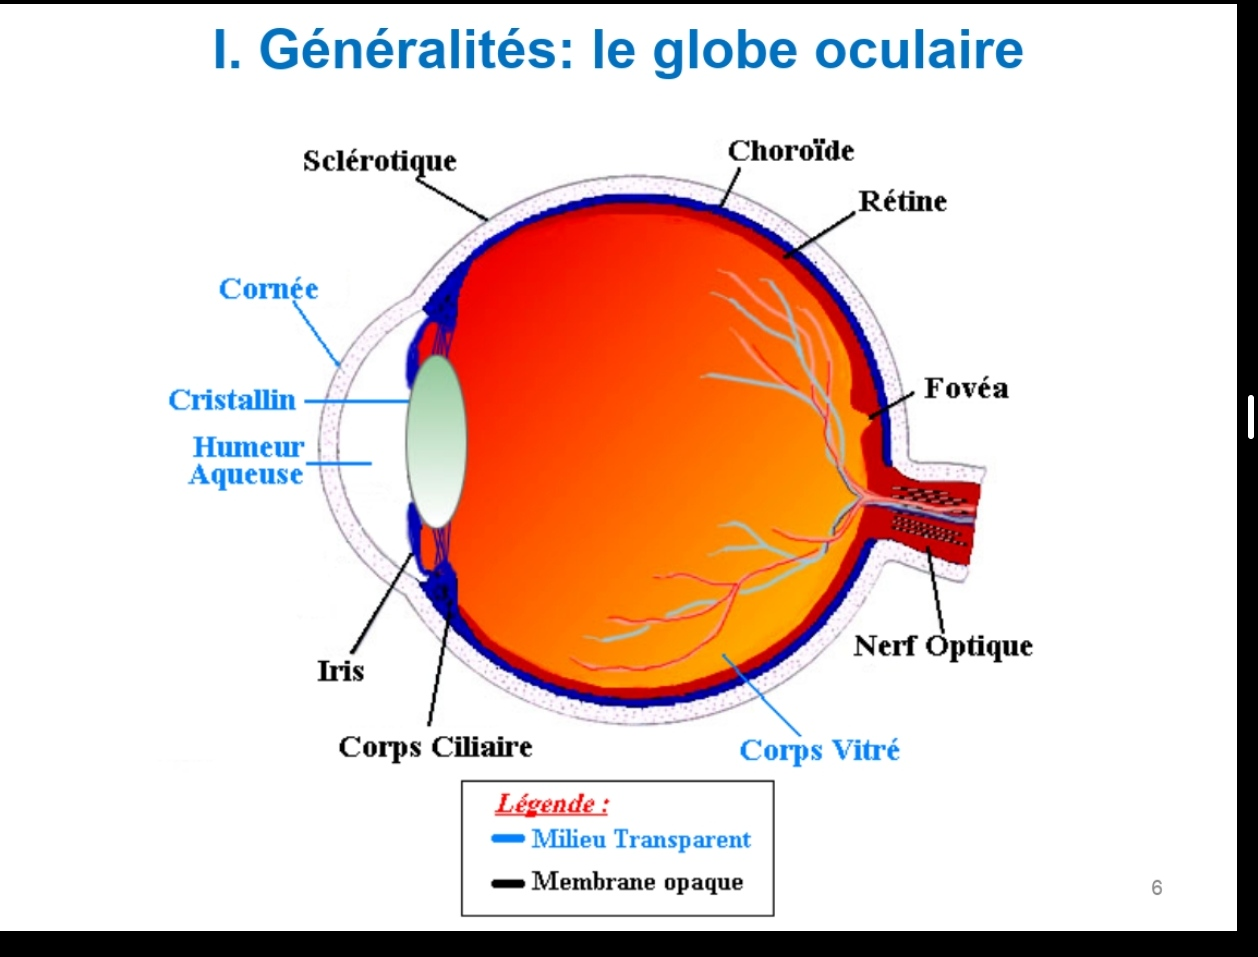 I. Généralités: le globe oculaire
Sclérotique
Choroïde
Rétine
Cornée
Cristallin
Fovéa
Humeur
Aqueuse
Nerf Optique
Iris
Corps Ciliaire
Corps Vitré
Légende :
Milieu Transparent
Membrane opaque
6